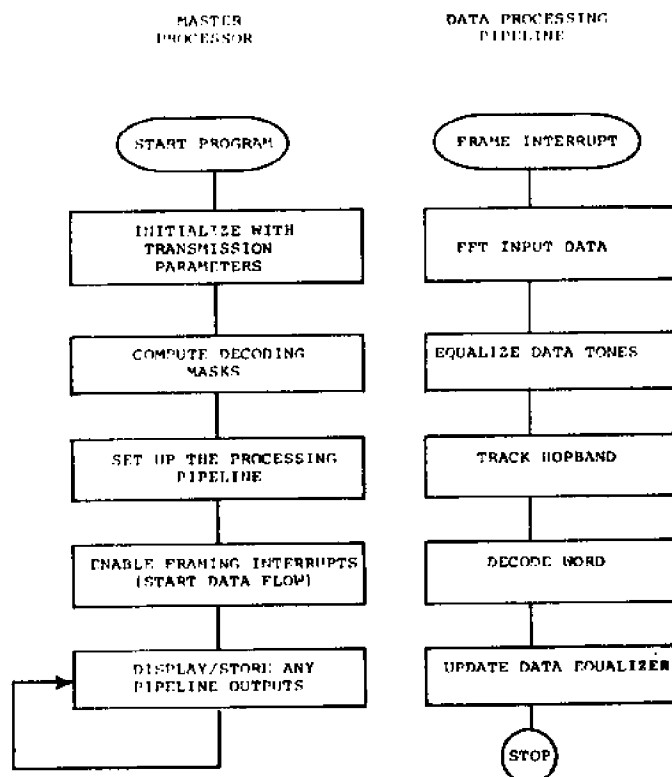 MASTER
PROCESSOR
START PROGRAM
INITIALIZE WITH
TRANSMISSION
PARAMETERS
COMPUTE DECODING
MASKS
SET UP THE PROCESSING
PIPELINE
ENABLE FRAMING INTERRUPTS
(START DATA FLOW)
DISPLAY/STORE ANY
PIPELINE OUTPUTS
DATA PROCESSING
PIPELINE
FRAME INTERRUPT
FFT INPUT DATA
EQUALIZE DATA TONES
TRACK HOPBAND
DECODE WORD
UPDATE DATA EQUALIZER
STOP